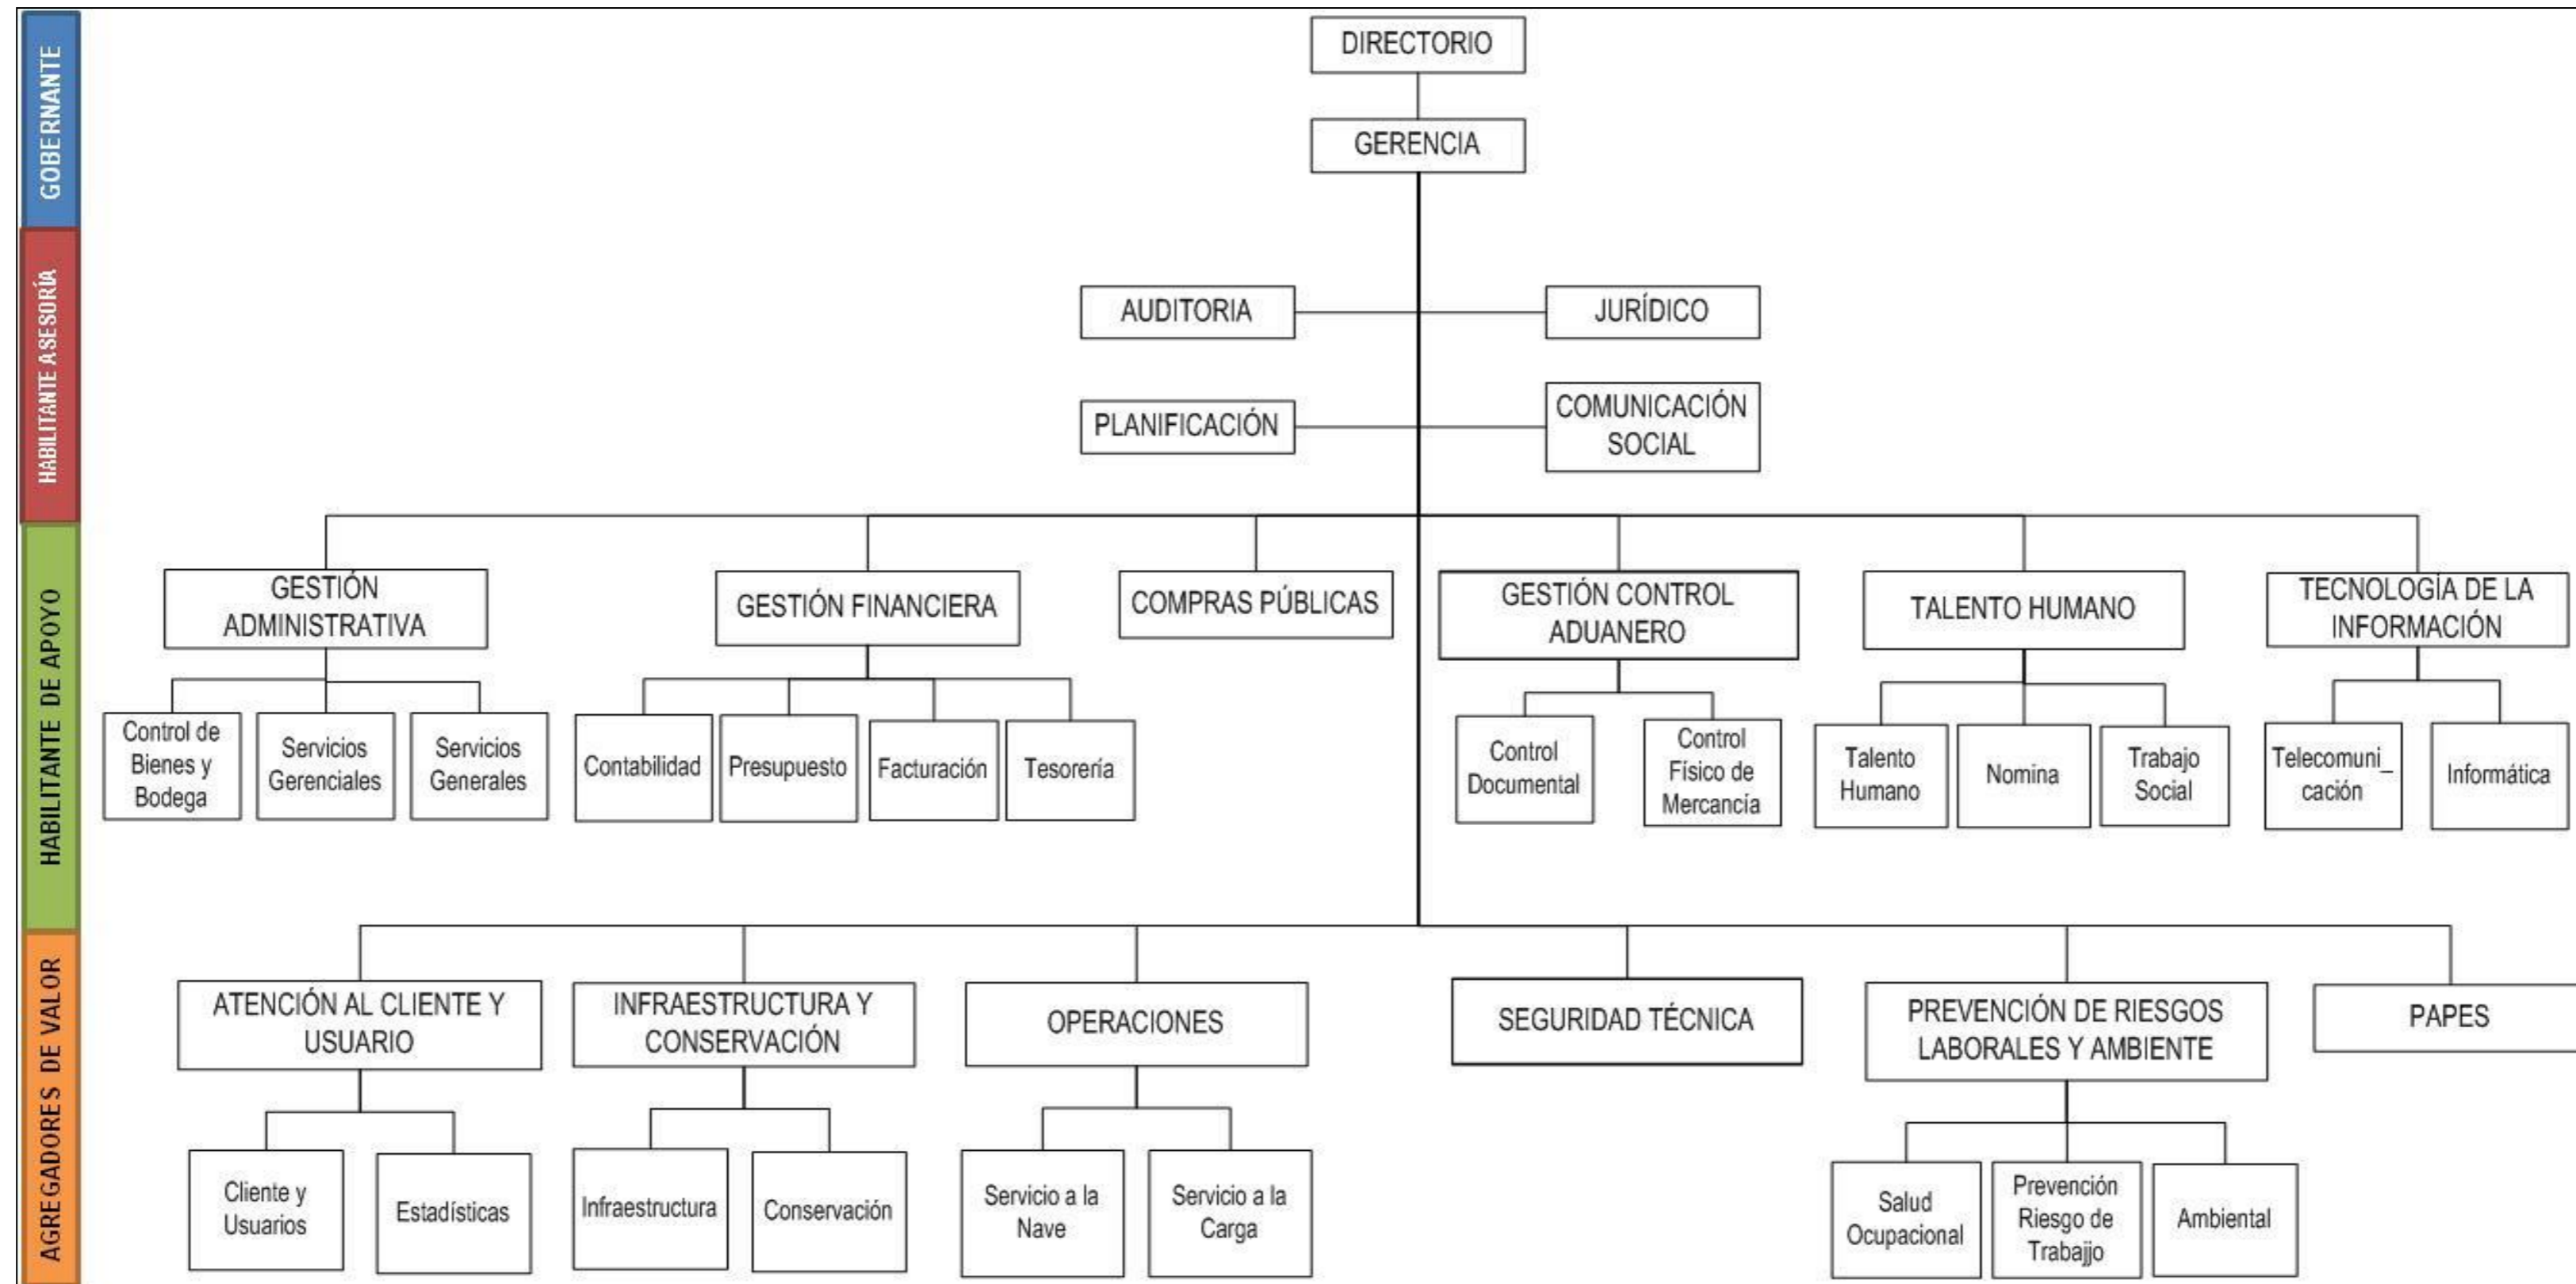 GOBERNANTE
DIRECTORIO
GERENCIA
HABILITANTE ASESORÍA
AUDITORIA
JURÍDICO
PLANIFICACIÓN
COMUNICACIÓN
SOCIAL
HABILITANTE DE APOYO
GESTIÓN
ADMINISTRATIVA
GESTIÓN FINANCIERA
COMPRAS PÚBLICAS
GESTIÓN CONTROL
ADUANERO
TALENTO HUMANO
TECNOLOGÍA DE LA
INFORMACIÓN
Control de
Bienes y
Bodega
Servicios
Gerenciales
Servicios
Generales
Contabilidad
Presupuesto
Facturación
Tesorería
Control
Documental
Control
Físico de
Mercancía
Talento
Humano
Nomina
Trabajo
Social
Telecomuni_
cación
Informática
AGREGADORES DE VALOR
ATENCIÓN AL CLIENTE Y
USUARIO
INFRAESTRUCTURA Y
CONSERVACIÓN
OPERACIONES
SEGURIDAD TÉCNICA
PREVENCIÓN DE RIESGOS
LABORALES Y AMBIENTE
PAPES
Cliente y
Usuarios
Estadísticas
Infraestructura
Conservación
Servicio a la
Nave
Servicio a la
Carga
Salud
Ocupacional
Prevención
Riesgo de
Trabajjo
Ambiental